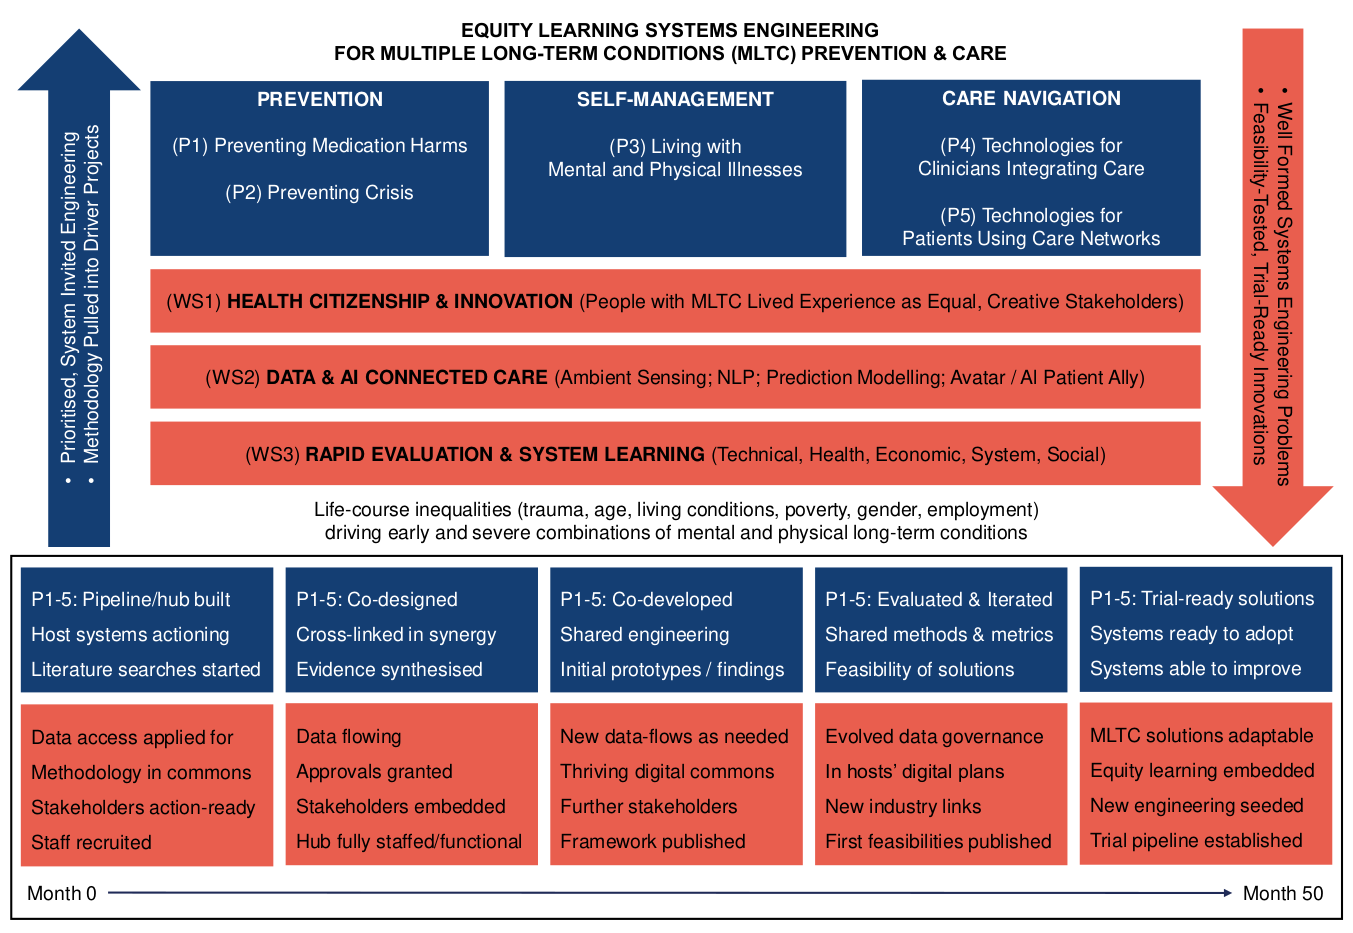 EQUITY LEARNING SYSTEMS ENGINEERING
FOR MULTIPLE LONG-TERM CONDITIONS (MLTC) PREVENTION & CARE
• Prioritised, System Invited Engineering
• Methodology Pulled into Driver Projects
PREVENTION
(P1) Preventing Medication Harms
(P2) Preventing Crisis
SELF-MANAGEMENT
(P3) Living with
Mental and Physical Illnesses
CARE NAVIGATION
(P4) Technologies for
Clinicians Integrating Care
(P5) Technologies for
Patients Using Care Networks
• Well Formed Systems Engineering Problems
• Feasibility-Tested, Trial-Ready Innovations
(WS1) HEALTH CITIZENSHIP & INNOVATION (People with MLTC Lived Experience as Equal, Creative Stakeholders)
(WS2) DATA & AI CONNECTED CARE (Ambient Sensing; NLP; Prediction Modelling; Avatar / AI Patient Ally)
(WS3) RAPID EVALUATION & SYSTEM LEARNING (Technical, Health, Economic, System, Social)
Life-course inequalities (trauma, age, living conditions, poverty, gender, employment)
driving early and severe combinations of mental and physical long-term conditions
P1-5: Pipeline/hub built
Host systems actioning
Literature searches started
P1-5: Co-designed
Cross-linked in synergy
Evidence synthesised
P1-5: Co-developed
Shared engineering
Initial prototypes / findings
P1-5: Evaluated & Iterated
Shared methods & metrics
Feasibility of solutions
P1-5: Trial-ready solutions
Systems ready to adopt
Systems able to improve
Data access applied for
Methodology in commons
Stakeholders action-ready
Staff recruited
Data flowing
Approvals granted
Stakeholders embedded
Hub fully staffed/functional
New data-flows as needed
Thriving digital commons
Further stakeholders
Framework published
Evolved data governance
In hosts’ digital plans
New industry links
First feasibilities published
MLTC solutions adaptable
Equity learning embedded
New engineering seeded
Trial pipeline established
Month 0
Month 50